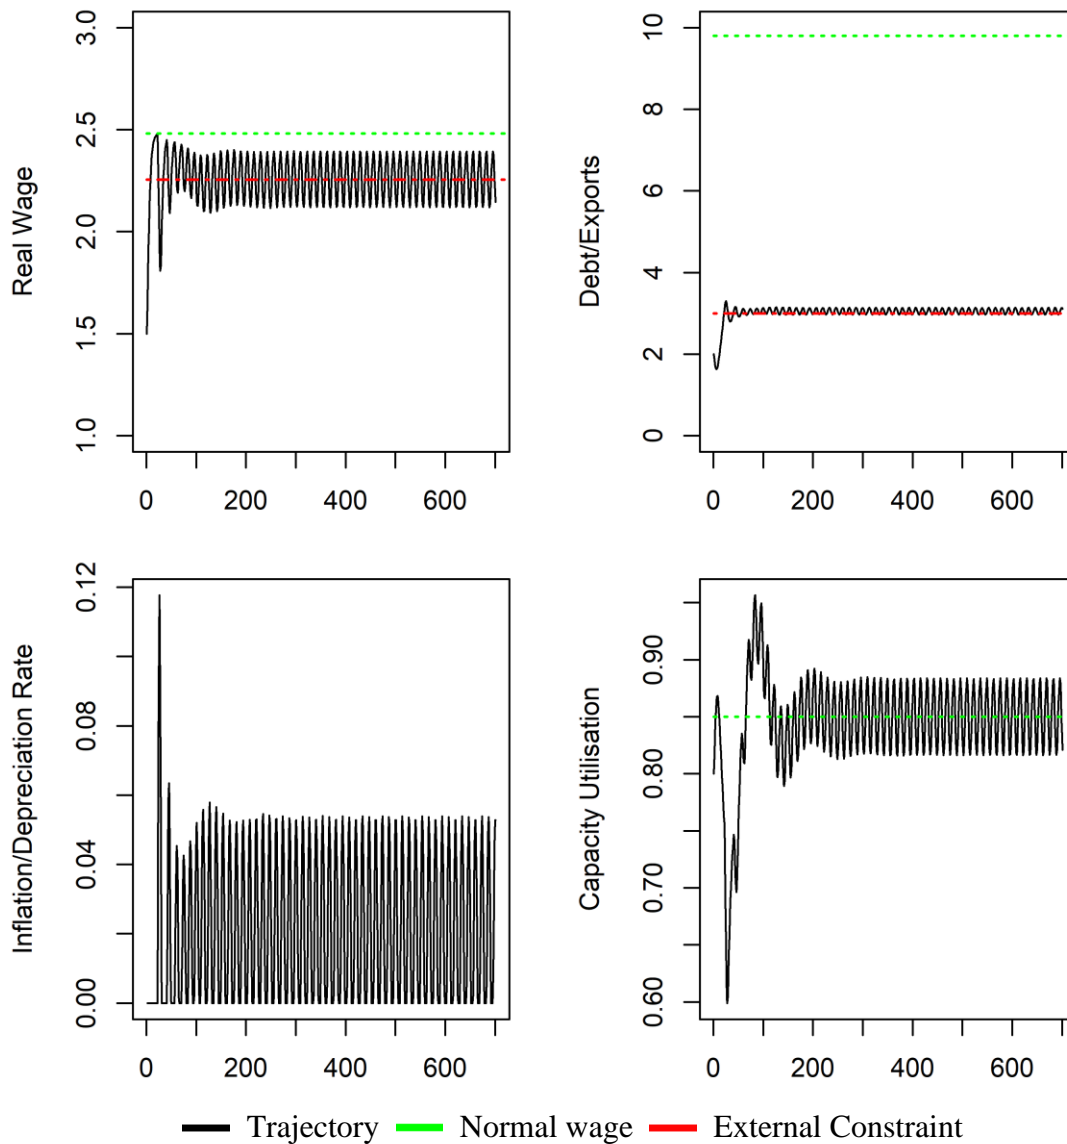 Real Wage
3.0
2.5
2.0
1.5
1.0
0 200 400 600
Debt/Exports
10
8
6
4
2
0
0 200 400 600
Inflation/Depreciation Rate
0.12
0.08
0.04
0.00
0 200 400 600
Capacity Utilisation
0.90
0.80
0.70
0.60
0 200 400 600
Trajectory Normal wage External Constraint